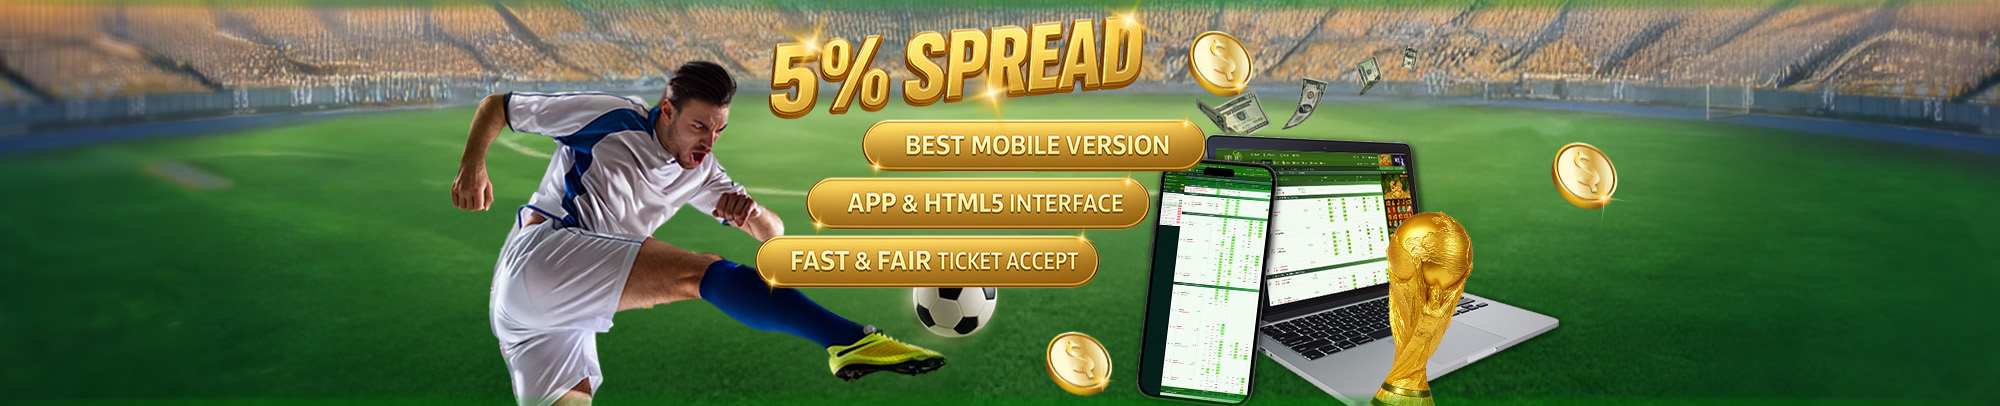 5% SPREAD
BEST MOBILE VERSION
APP & HTML5 INTERFACE
FAST & FAIR TICKET ACCEPT